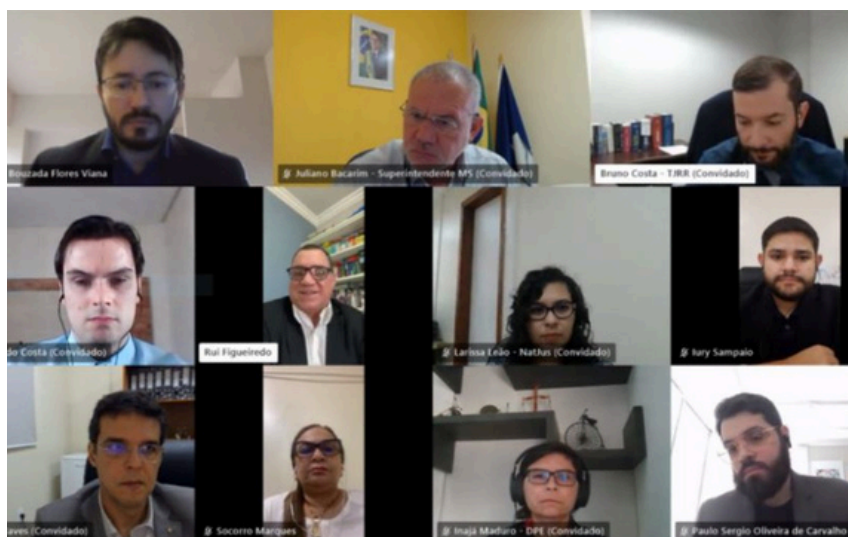 Bouzada Flores Viana
Juliano Bacarim - Superintendente MS (Convidado)
Bruno Costa - TJRR (Convidado)
do Costa (Convidado)
Rui Figueiredo
Larissa Leão - NatJus (Convidado)
Iury Sampaio
aves (Convidado)
Socorro Marques
Inajá Maduro - DPE (Convidado)
Paulo Sergio Oliveira de Carvalho